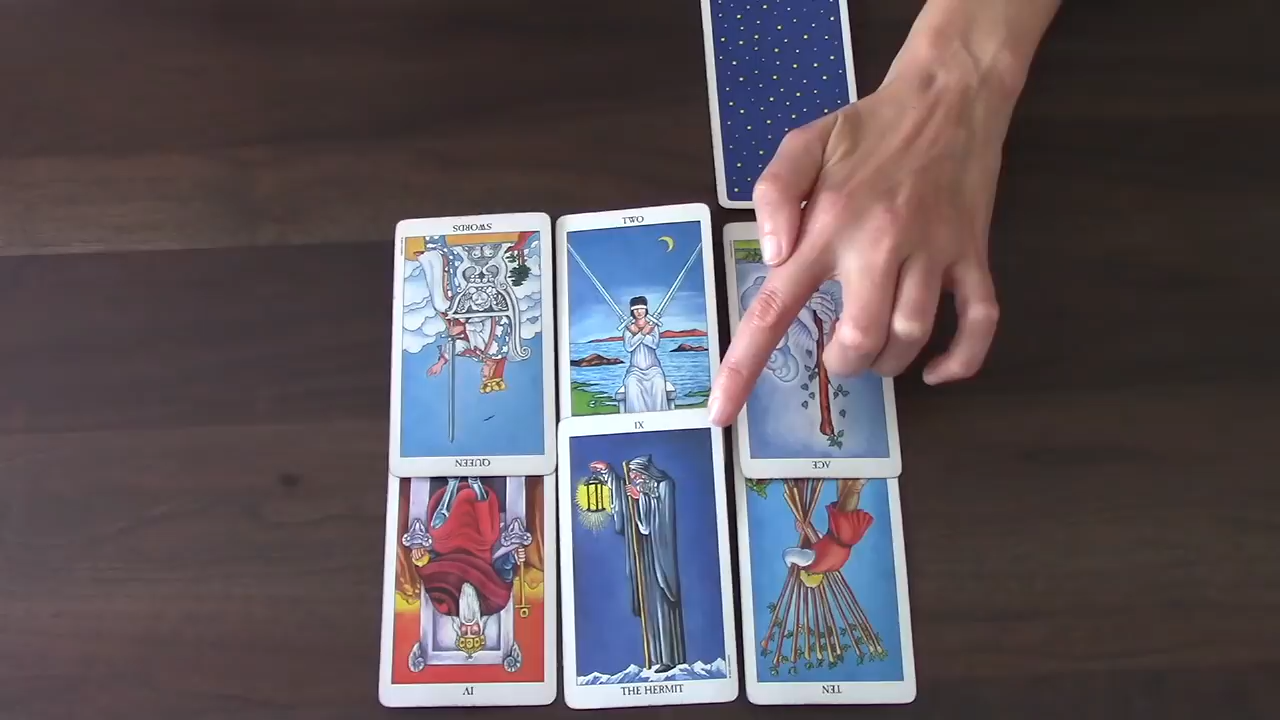 SWORDS
TWO
QUEEN
IX
ACE
IV
THE HERMIT
TEN